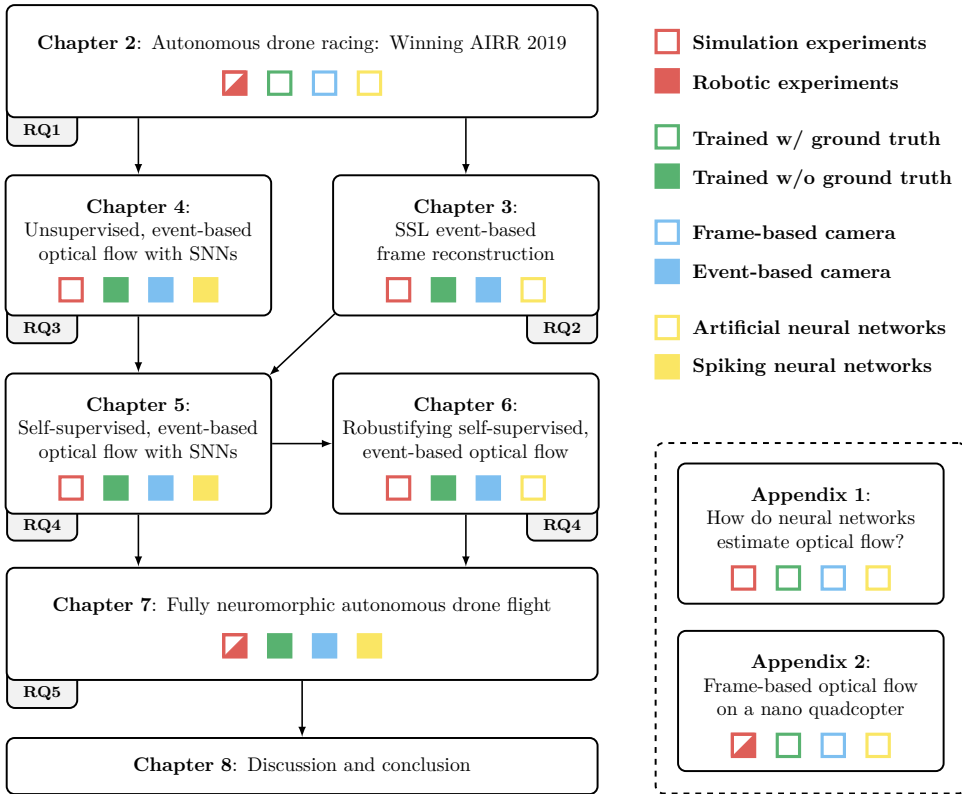 Chapter 2: Autonomous drone racing: Winning AIRR 2019
RQ1
Chapter 4:
Unsupervised, event-based
optical flow with SNNs
RQ3
Chapter 3:
SSL event-based
frame reconstruction
RQ2
Chapter 5:
Self-supervised, event-based
optical flow with SNNs
RQ4
Chapter 6:
Robustifying self-supervised,
event-based optical flow
RQ4
Chapter 7: Fully neuromorphic autonomous drone flight
RQ5
Chapter 8: Discussion and conclusion
Simulation experiments
Robotic experiments
Trained w/ ground truth
Trained w/o ground truth
Frame-based camera
Event-based camera
Artificial neural networks
Spiking neural networks
Appendix 1:
How do neural networks
estimate optical flow?
Appendix 2:
Frame-based optical flow
on a nano quadcopter